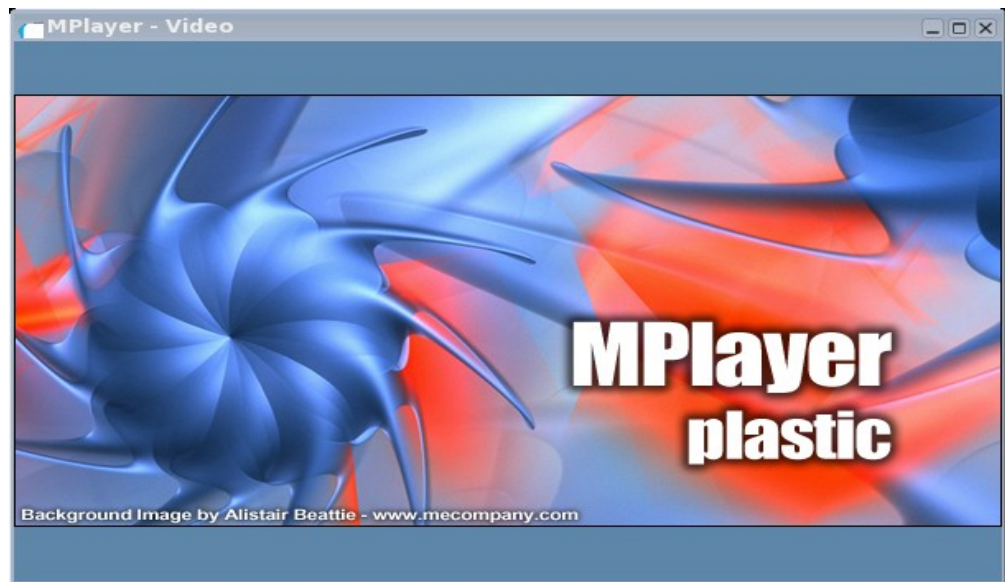 MPlayer - Video
MPlayer
plastic
Background Image by Alistair Beattie - www.mecompany.com